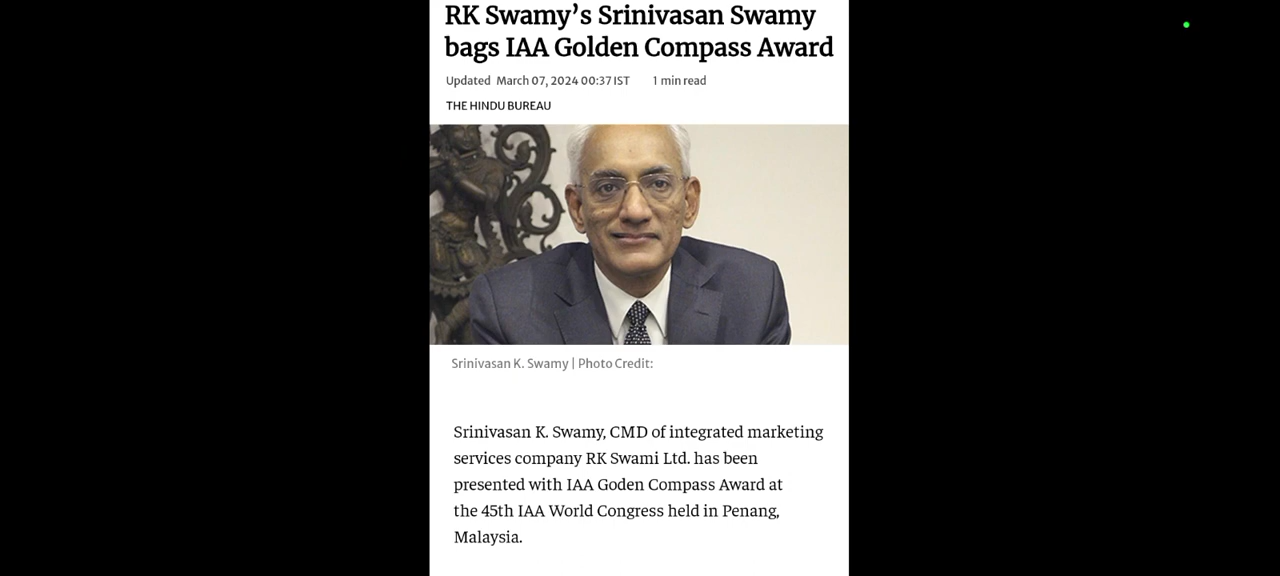 RK Swamy’s Srinivasan Swamy
bags IAA Golden Compass Award
Updated March 07, 2024 00:37 IST 1 min read
THE HINDU BUREAU
Srinivasan K. Swamy | Photo Credit:
Srinivasan K. Swamy, CMD of integrated marketing
services company RK Swami Ltd. has been
presented with IAA Goden Compass Award at
the 45th IAA World Congress held in Penang,
Malaysia.